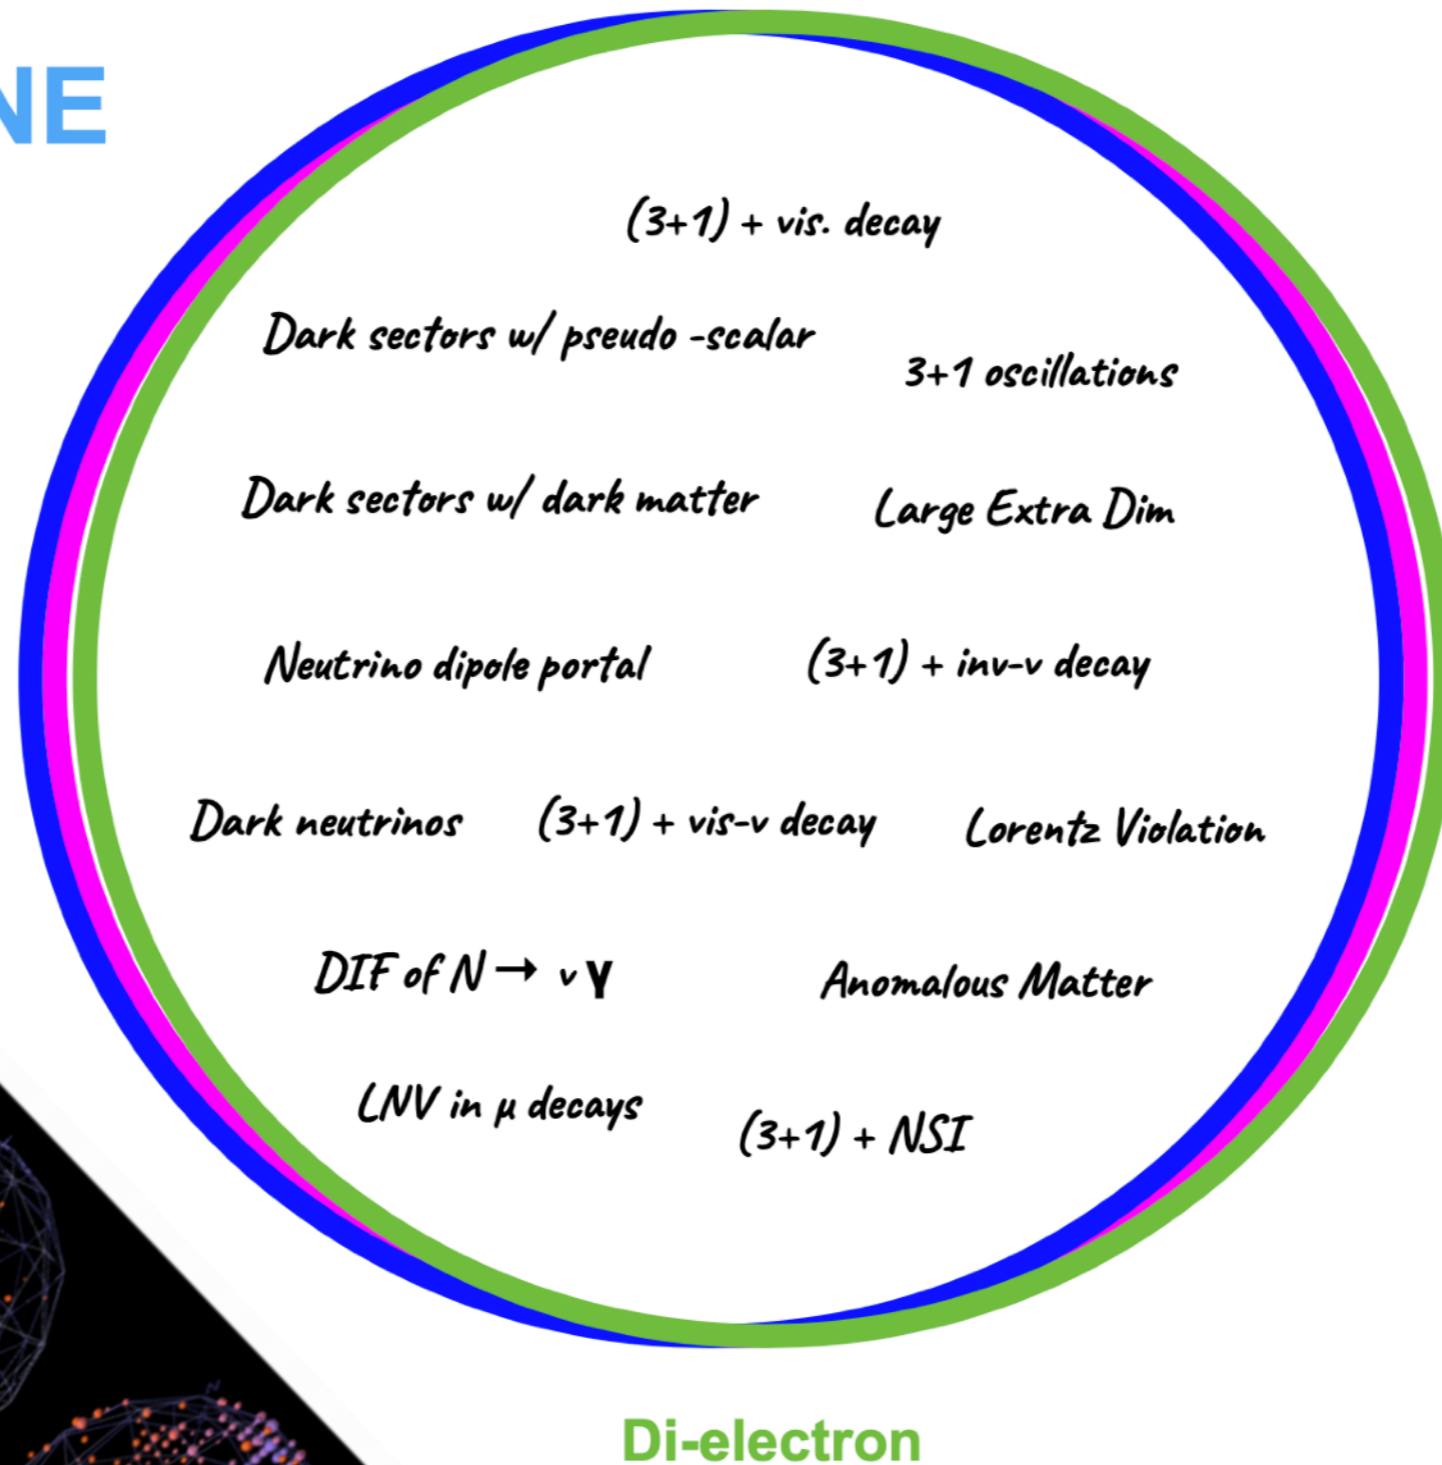 NE
(3+1) + vis. decay
Dark sectors w/ pseudo -scalar
3+1 oscillations
Dark sectors w/ dark matter
Large Extra Dim
Neutrino dipole portal
(3+1) + inv-v decay
Dark neutrinos
(3+1) + vis-v decay
Lorentz Violation
DIF of N → v γ
Anomalous Matter
LNV in μ decays
(3+1) + NSI
Di-electron